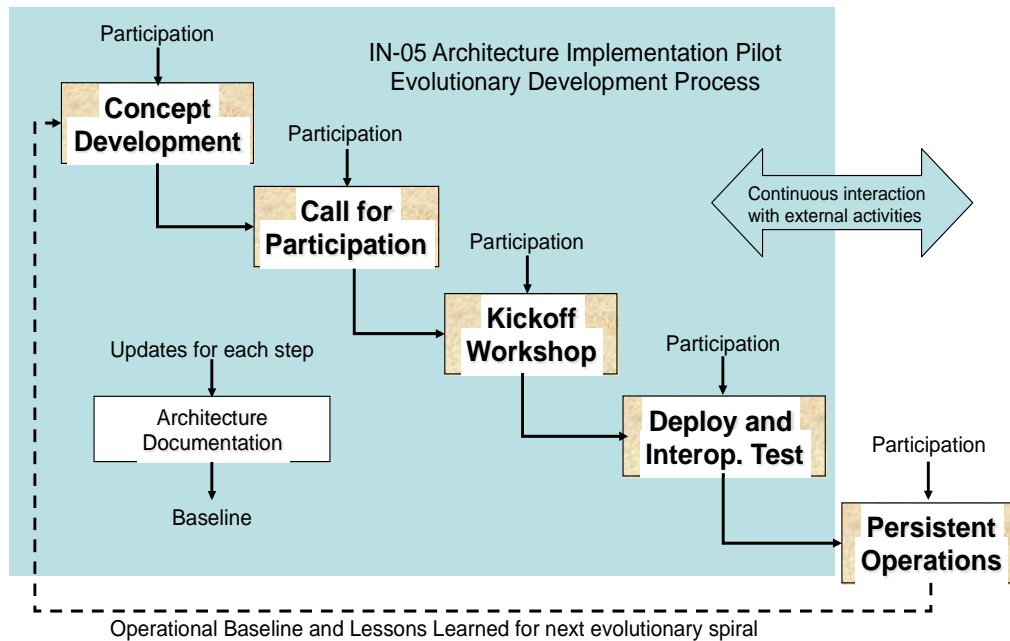 Participation
IN-05 Architecture Implementation Pilot
Evolutionary Development Process
Concept
Development
Participation
Continuous interaction
with external activities
Call for
Participation
Participation
Kickoff
Workshop
Updates for each step
Participation
Architecture
Documentation
Deploy and
Interop. Test
Participation
Baseline
Persistent
Operations
Operational Baseline and Lessons Learned for next evolutionary spiral